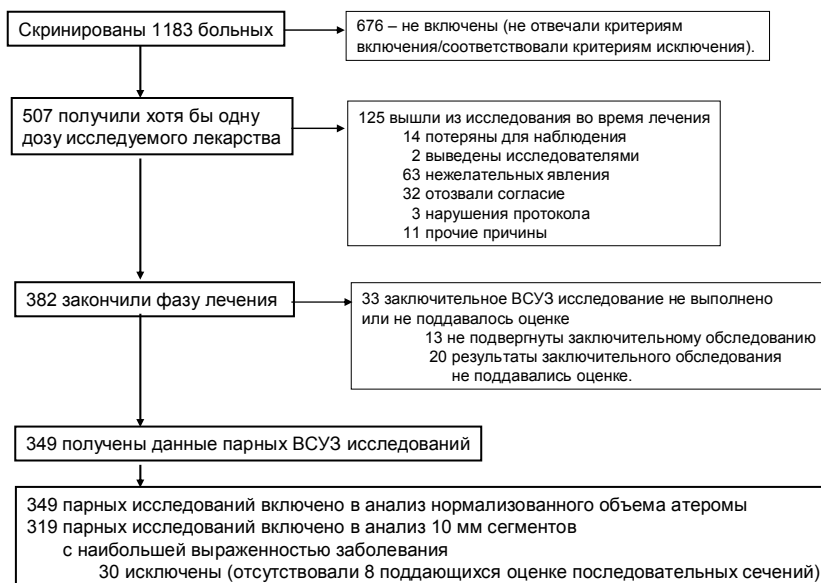 Скринированы 1183 больных
676 – не включены (не отвечали критериям
включения/соответствовали критериям исключения).
507 получили хотя бы одну
дозу исследуемого лекарства
125 вышли из исследования во время лечения
14 потеряны для наблюдения
2 выведены исследователями
63 нежелательных явления
32 отозвали согласие
3 нарушения протокола
11 прочие причины
382 закончили фазу лечения
33 заключительное ВСУЗ исследование не выполнено
или не поддавалось оценке
13 не подвергнуты заключительному обследованию
20 результаты заключительного обследования
не поддавались оценке.
349 получены данные парных ВСУЗ исследований
349 парных исследований включено в анализ нормализованного объема атеромы
319 парных исследований включено в анализ 10 мм сегментов
с наибольшей выраженностью заболевания
30 исключены (отсутствовали 8 поддающихся оценке последовательных сечений)